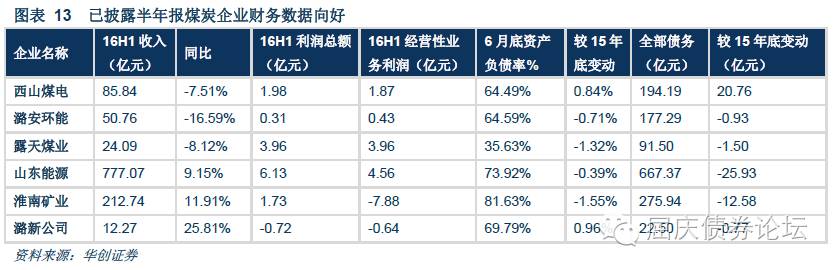 图表 13 已披露半年报煤炭企业财务数据向好
企业名称 16H1 收入（亿元） 同比 16H1 利润总额（亿元） 16H1 经营性业务利润（亿元） 6 月底资产负债率% 较 15 年底变动 全部债务（亿元） 较 15 年底变动（亿元）
西山煤电 85.84 -7.51% 1.98 1.87 64.49% 0.84% 194.19 20.76
潞安环能 50.76 -16.59% 0.31 0.43 64.59% -0.71% 177.29 -0.93
露天煤业 24.09 -8.12% 3.96 3.96 35.63% -1.32% 91.50 -1.50
山东能源 777.07 9.15% 6.13 4.56 73.92% -0.39% 667.37 -25.93
淮南矿业 212.74 11.91% 1.73 -7.88 81.63% -1.55% 275.94 -12.58
潞新公司 12.27 25.81% -0.72 -0.64 69.79% 0.96 22.50 -0.77
屈庆债券论坛
资料来源：华创证券